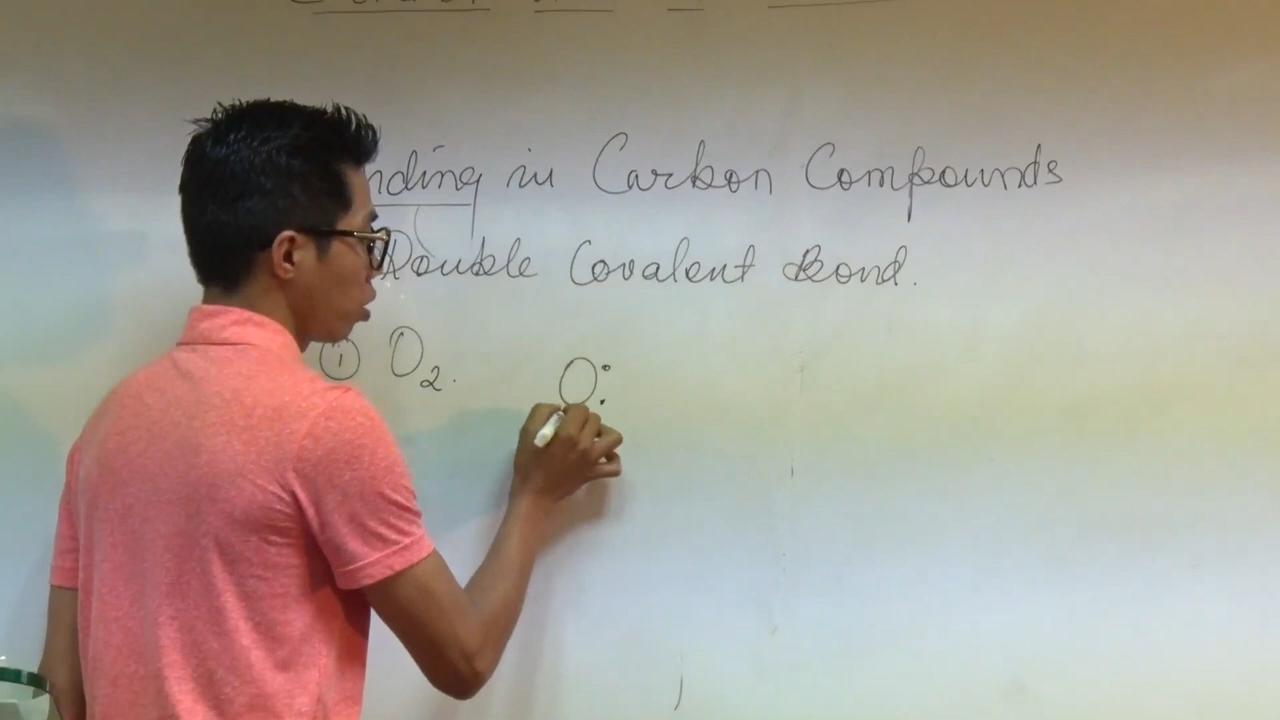 nding in Carbon Compounds
Double Covalent Bond.
① O₂.
O: